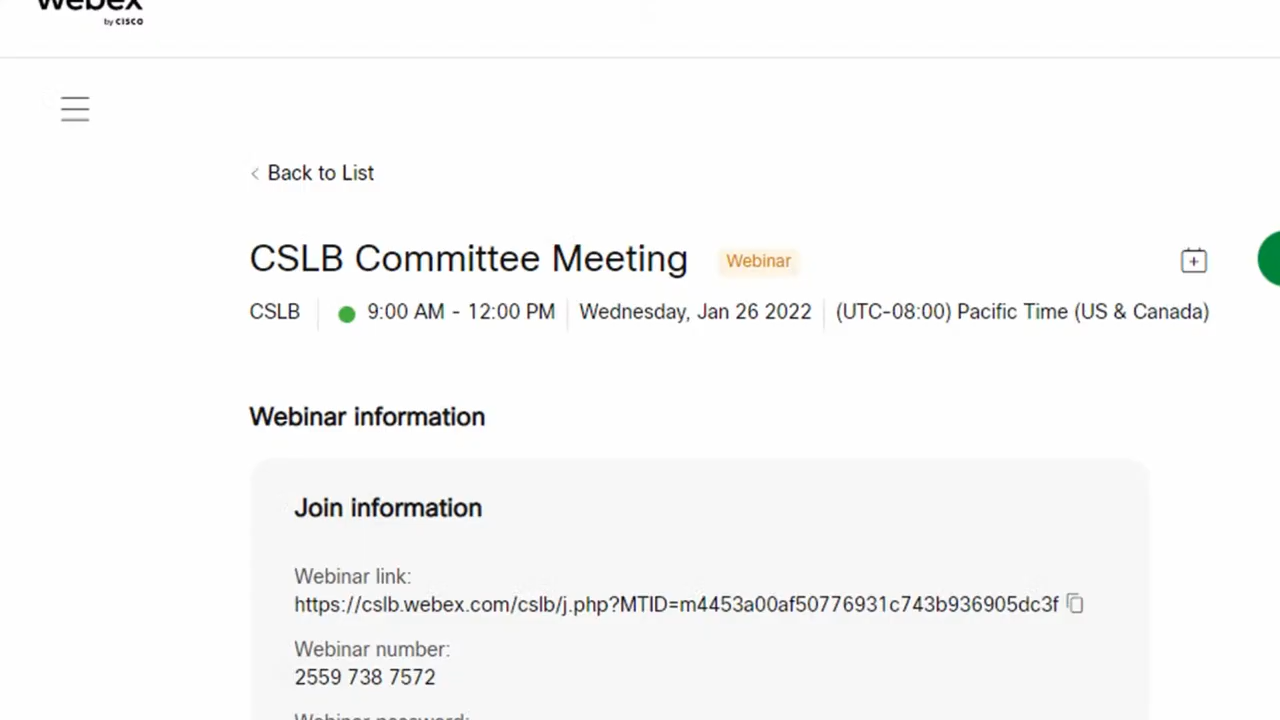 webex
by CISCO
Back to List
CSLB Committee Meeting Webinar
CSLB 9:00 AM - 12:00 PM Wednesday, Jan 26 2022 (UTC-08:00) Pacific Time (US & Canada)
Webinar information
Join information
Webinar link:
https://cslb.webex.com/cslb/j.php?MTID=m4453a00af50776931c743b936905dc3f
Webinar number:
2559 738 7572
Webinar password: